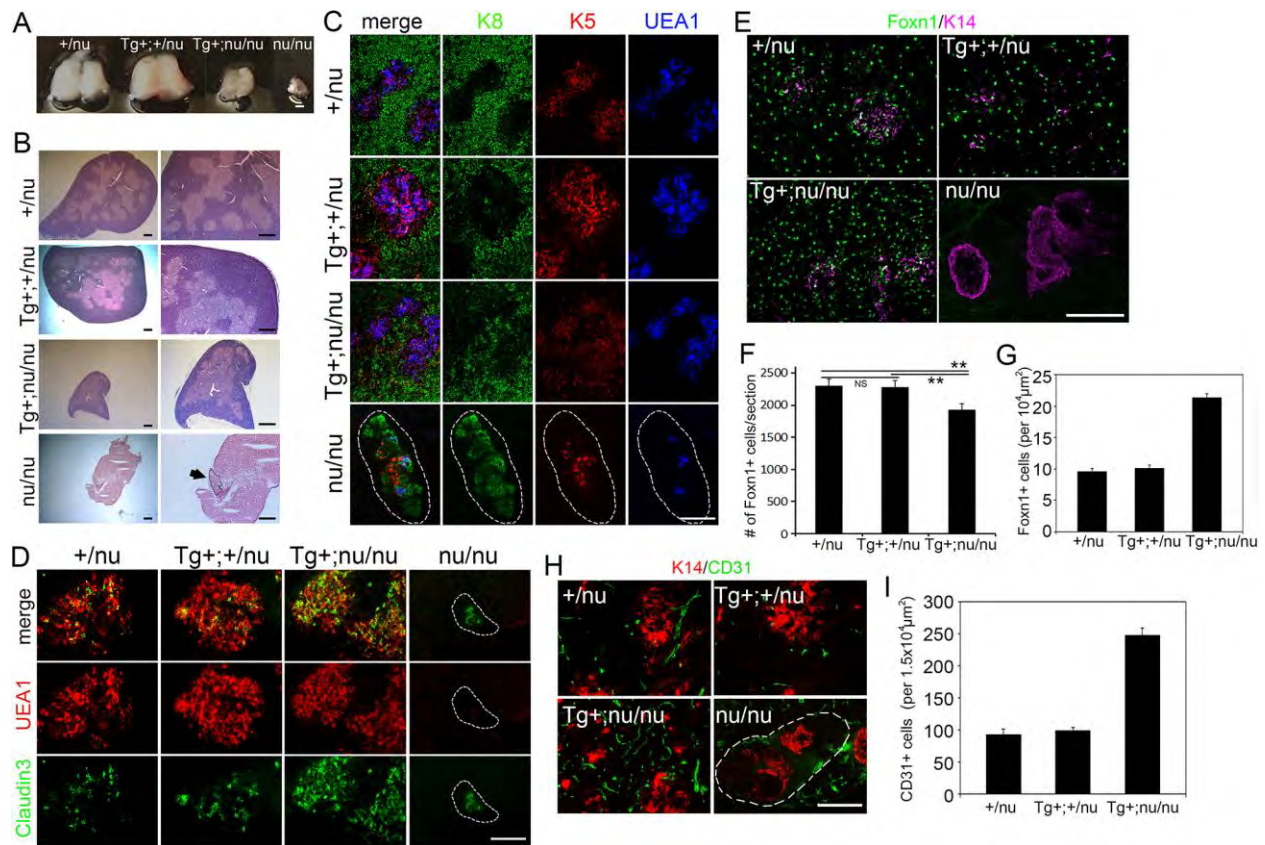 A
+/nu Tg+;+/nu Tg+;nu/nu nu/nu
B
+/nu
Tg+;+/nu
Tg+;nu/nu
nu/nu
C
merge K8 K5 UEA1
+/nu
Tg+;+/nu
Tg+;nu/nu
nu/nu
D
+/nu Tg+;+/nu Tg+;nu/nu nu/nu
merge
UEA1
Claudin3
E
Foxn1/K14
+/nu Tg+;+/nu
Tg+;nu/nu nu/nu
F
# of Foxn1+ cells/section
2500
2250
2000
1750
1500
1250
1000
750
500
250
0
NS
**
**
+/nu Tg+;+/nu Tg+;nu/nu
G
Foxn1+ cells (per 10⁴µm²)
25
20
15
10
5
0
+/nu Tg+;+/nu Tg+;nu/nu
H
K14/CD31
+/nu Tg+;+/nu
Tg+;nu/nu nu/nu
I
CD31+ cells (per 1.5x10⁴µm²)
300
250
200
150
100
50
0
+/nu Tg+;+/nu Tg+;nu/nu